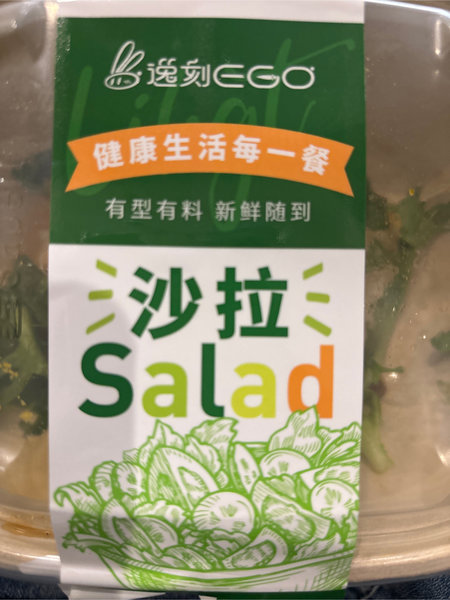 逸刻EGO
Light
健康生活每一餐
有型有料 新鲜随到
沙拉
Salad